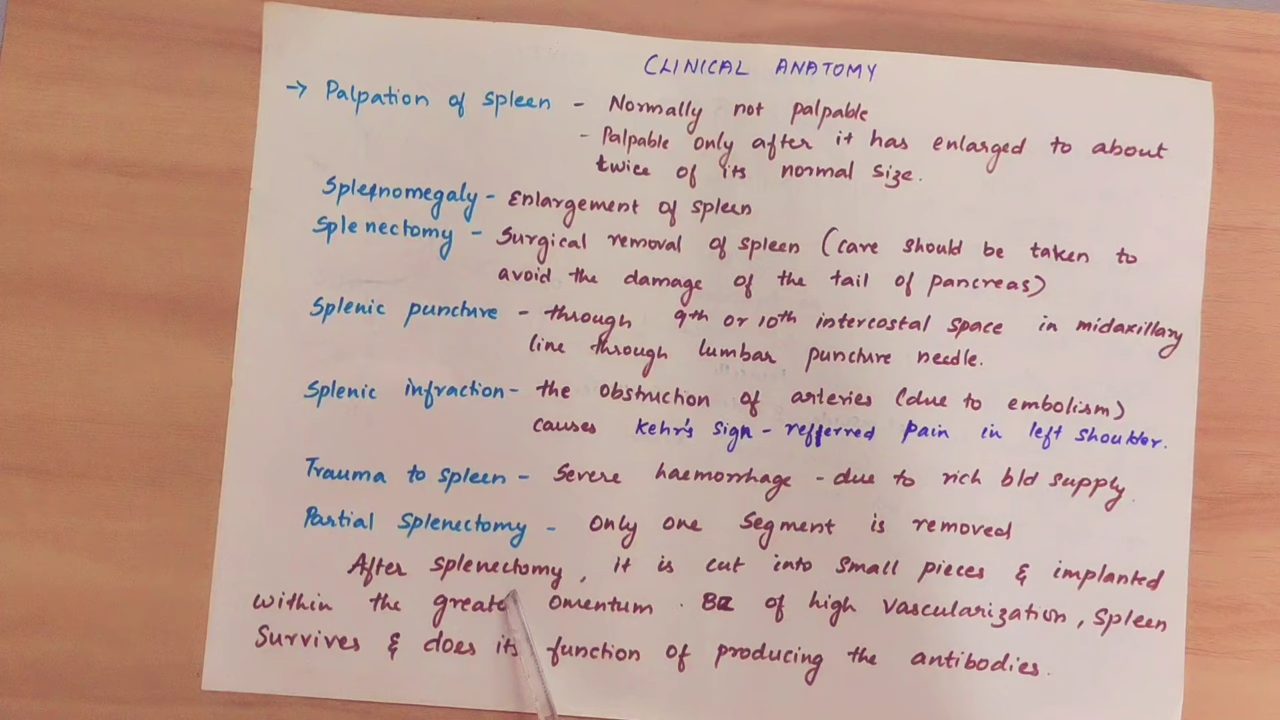 CLINICAL ANATOMY
→ Palpation of spleen - Normally not palpable
- Palpable only after it has enlarged to about
twice of its normal size.
Splenomegaly - Enlargement of spleen
Splenectomy - Surgical removal of spleen (care should be taken to
avoid the damage of the tail of pancreas)
Splenic puncture - through 9th or 10th intercostal space in midaxillary
line through lumbar puncture needle.
Splenic infraction - the obstruction of arteries (due to embolism)
causes Kehr's sign - refferred pain in left shoulder.
Trauma to spleen - Severe haemorrhage - due to rich bld supply.
Partial splenectomy - Only one segment is removed
After splenectomy, it is cut into small pieces & implanted
within the greate omentum. Bz of high vascularization, spleen
survives & does its function of producing the antibodies.